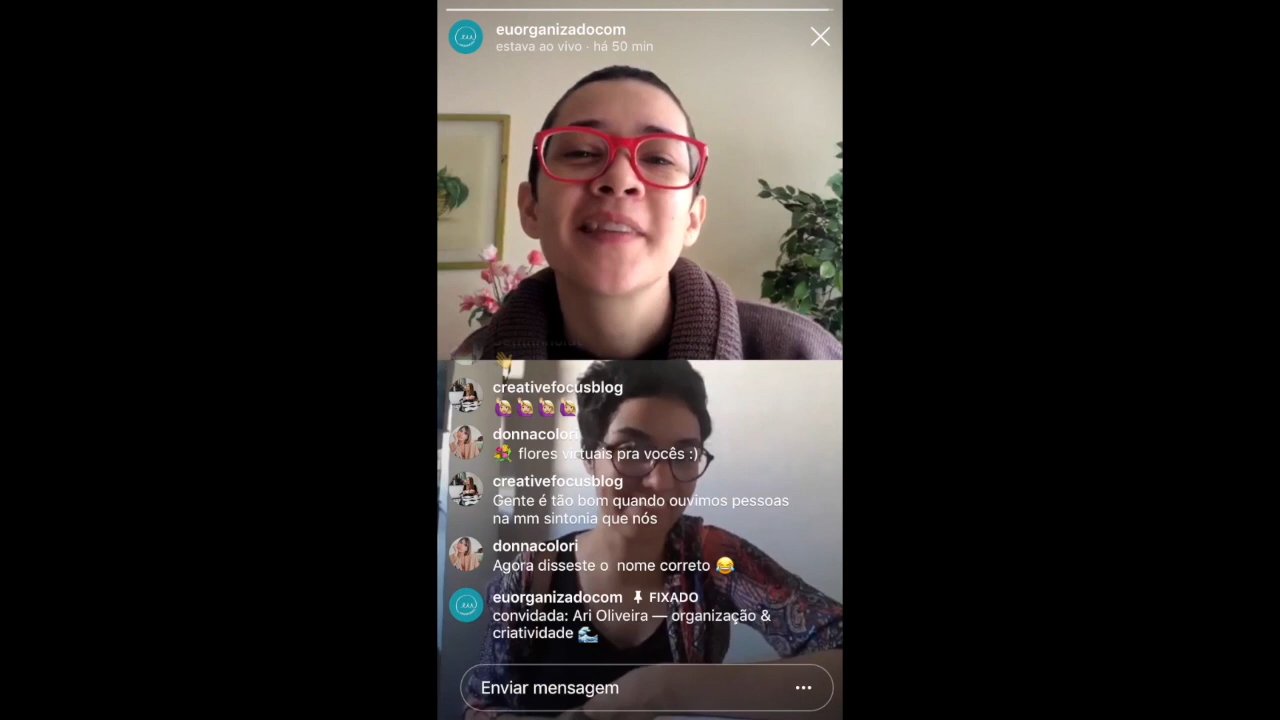 euorganizadocom
estava ao vivo · há 50 min
creativefocusblog
🙋🏼‍♀️🙋🏼‍♀️🙋🏼‍♀️🙋🏼‍♀️
donnacolori
💐 flores virtuais pra vocês :)
creativefocusblog
Gente é tão bom quando ouvimos pessoas
na mm sintonia que nós
donnacolori
Agora disseste o nome correto 😂
euorganizadocom FIXADO
convidada: Ari Oliveira — organização &
criatividade 🌊
Enviar mensagem